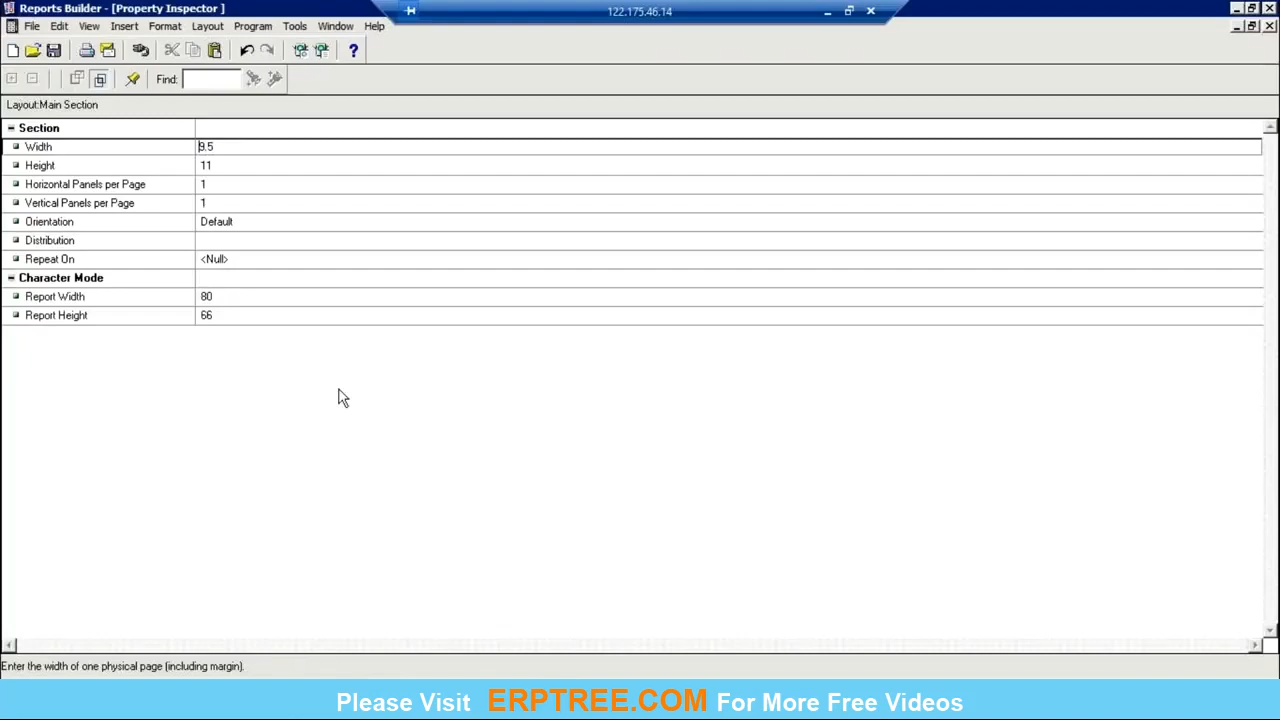 Reports Builder - [Property Inspector ]
122.175.46.14
File Edit View Insert Format Layout Program Tools Window Help
Find:
Layout:Main Section
Section
Width 9.5
Height 11
Horizontal Panels per Page 1
Vertical Panels per Page 1
Orientation Default
Distribution
Repeat On <Null>
Character Mode
Report Width 80
Report Height 66
Enter the width of one physical page (including margin).
Please Visit ERPTREE.COM For More Free Videos